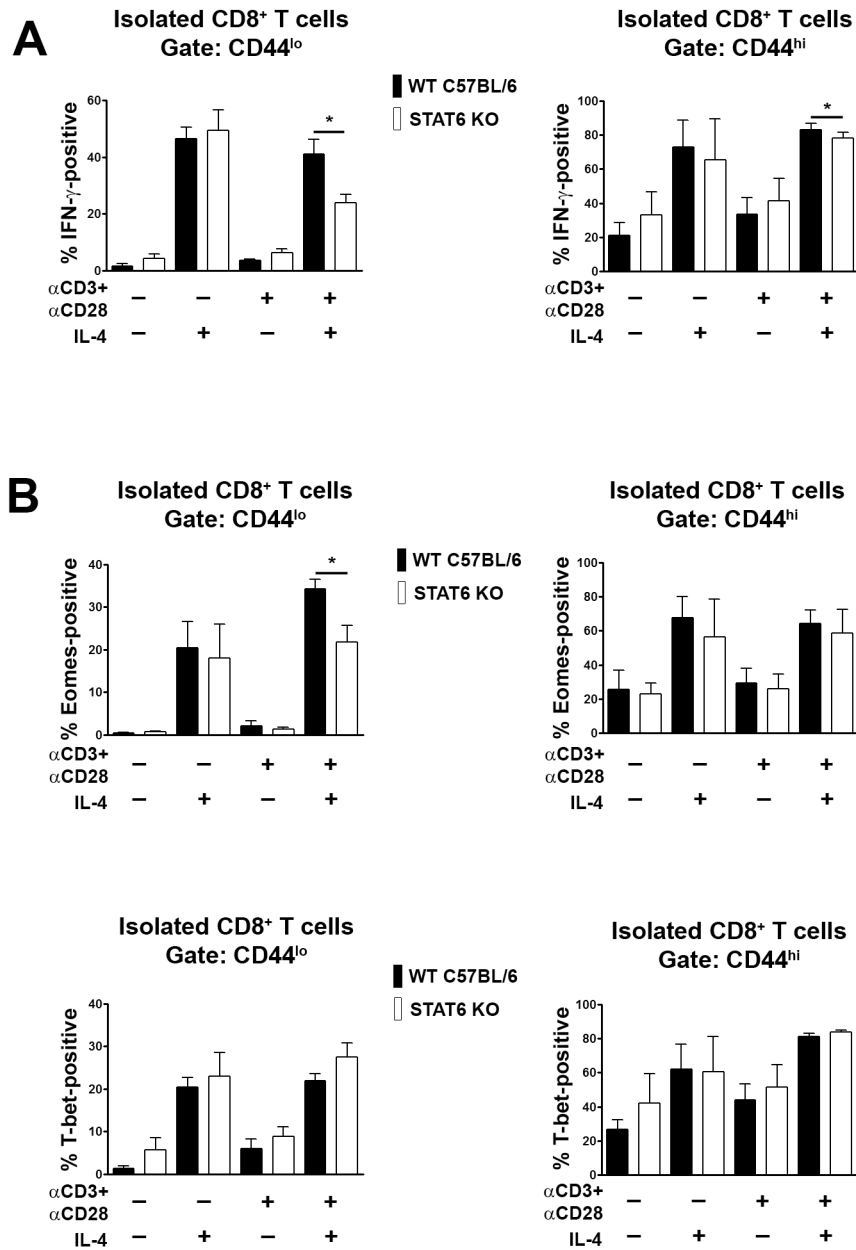 A
Isolated CD8⁺ T cells
Gate: CD44ˡᵒ
WT C57BL/6
STAT6 KO
Isolated CD8⁺ T cells
Gate: CD44ʰⁱ
% IFN-γ-positive
60
40
20
0
*
αCD3+
αCD28
– – + +
IL-4
– + – +
% IFN-γ-positive
100
80
60
40
20
0
*
αCD3+
αCD28
– – + +
IL-4
– + – +
B
Isolated CD8⁺ T cells
Gate: CD44ˡᵒ
WT C57BL/6
STAT6 KO
Isolated CD8⁺ T cells
Gate: CD44ʰⁱ
% Eomes-positive
40
30
20
10
0
*
αCD3+
αCD28
– – + +
IL-4
– + – +
% Eomes-positive
100
80
60
40
20
0
αCD3+
αCD28
– – + +
IL-4
– + – +
Isolated CD8⁺ T cells
Gate: CD44ˡᵒ
WT C57BL/6
STAT6 KO
Isolated CD8⁺ T cells
Gate: CD44ʰⁱ
% T-bet-positive
40
30
20
10
0
αCD3+
αCD28
– – + +
IL-4
– + – +
% T-bet-positive
100
80
60
40
20
0
αCD3+
αCD28
– – + +
IL-4
– + – +